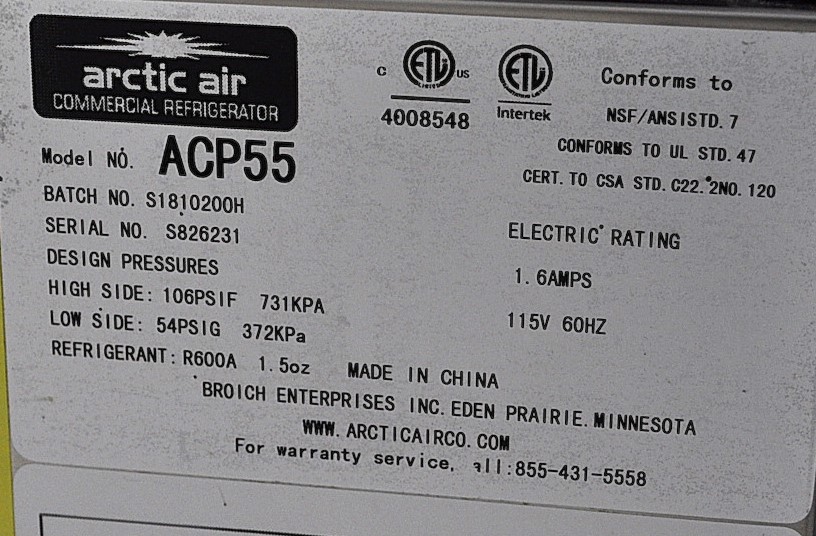 arctic air
COMMERCIAL REFRIGERATOR
C ETL US
4008548
ETL
Intertek
Conforms to
NSF/ANSISTD. 7
CONFORMS TO UL STD. 47
CERT. TO CSA STD. C22. 2NO. 120
Model NO. ACP55
BATCH NO. S1810200H
SERIAL NO. S826231
DESIGN PRESSURES
HIGH SIDE: 106PSIF 731KPA
LOW SIDE: 54PSIG 372KPa
REFRIGERANT: R600A 1.5oz MADE IN CHINA
ELECTRIC RATING
1.6AMPS
115V 60HZ
BROICH ENTERPRISES INC. EDEN PRAIRIE. MINNESOTA
WWW. ARCTICAIRCO. COM
For warranty service, all:855-431-5558